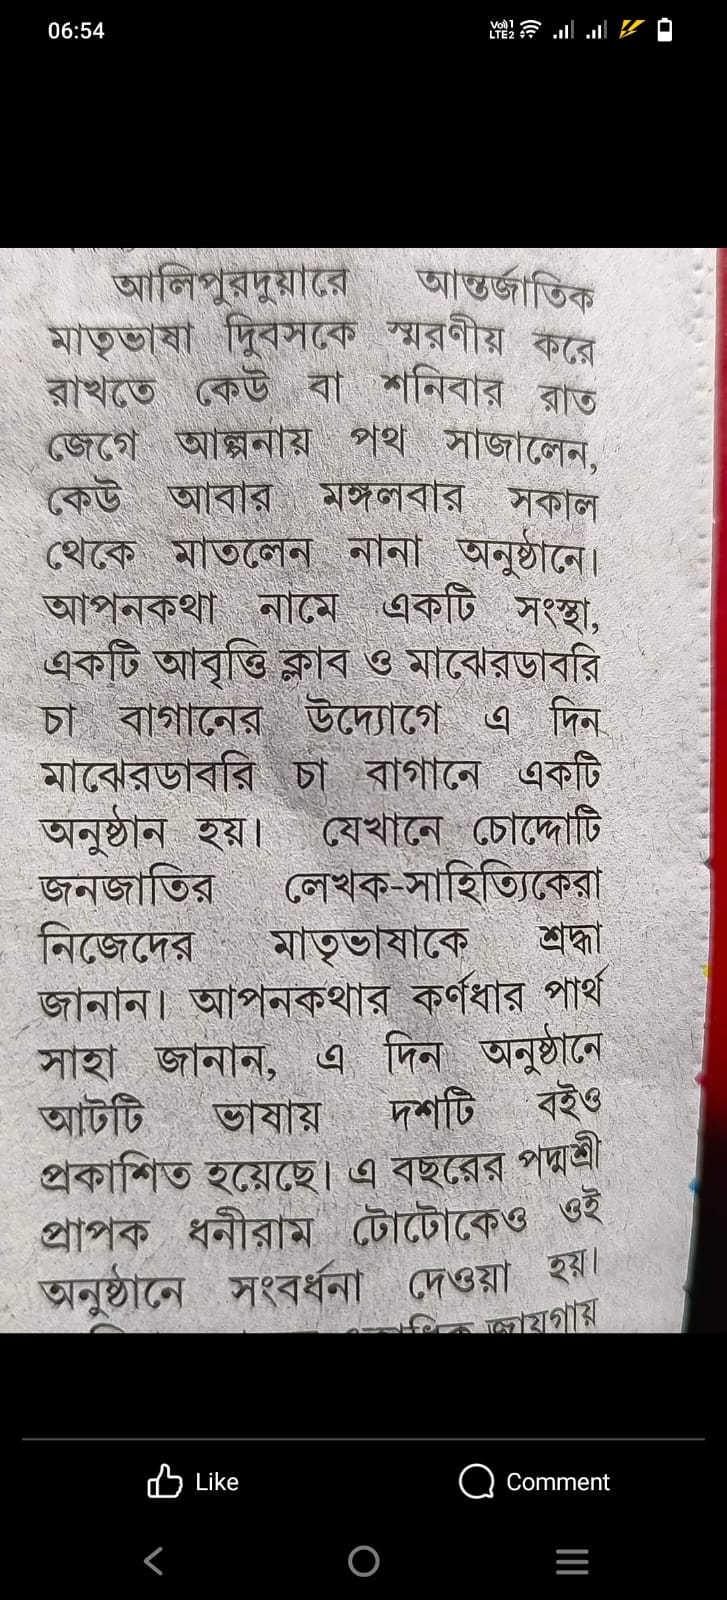 06:54
Vo)) 1
LTE2
আলিপুরদুয়ারে আন্তর্জাতিক
মাতৃভাষা দিবসকে স্মরণীয় করে
রাখতে কেউ বা শনিবার রাত
জেগে আল্পনায় পথ সাজালেন,
কেউ আবার মঙ্গলবার সকাল
থেকে মাতলেন নানা অনুষ্ঠানে।
আপনকথা নামে একটি সংস্থা,
একটি আবৃত্তি ক্লাব ও মাঝেরডাবরি
চা বাগানের উদ্যোগে এ দিন
মাঝেরডাবরি চা বাগানে একটি
অনুষ্ঠান হয়। যেখানে চোদ্দোটি
জনজাতির লেখক-সাহিত্যিকেরা
নিজেদের মাতৃভাষাকে শ্রদ্ধা
জানান। আপনকথার কর্ণধার পার্থ
সাহা জানান, এ দিন অনুষ্ঠানে
আটটি ভাষায় দশটি বইও
প্রকাশিত হয়েছে। এ বছরের পদ্মশ্রী
প্রাপক ধনীরাম টোটোকেও ওই
অনুষ্ঠানে সংবর্ধনা দেওয়া হয়।
জায়গায়
Like Comment